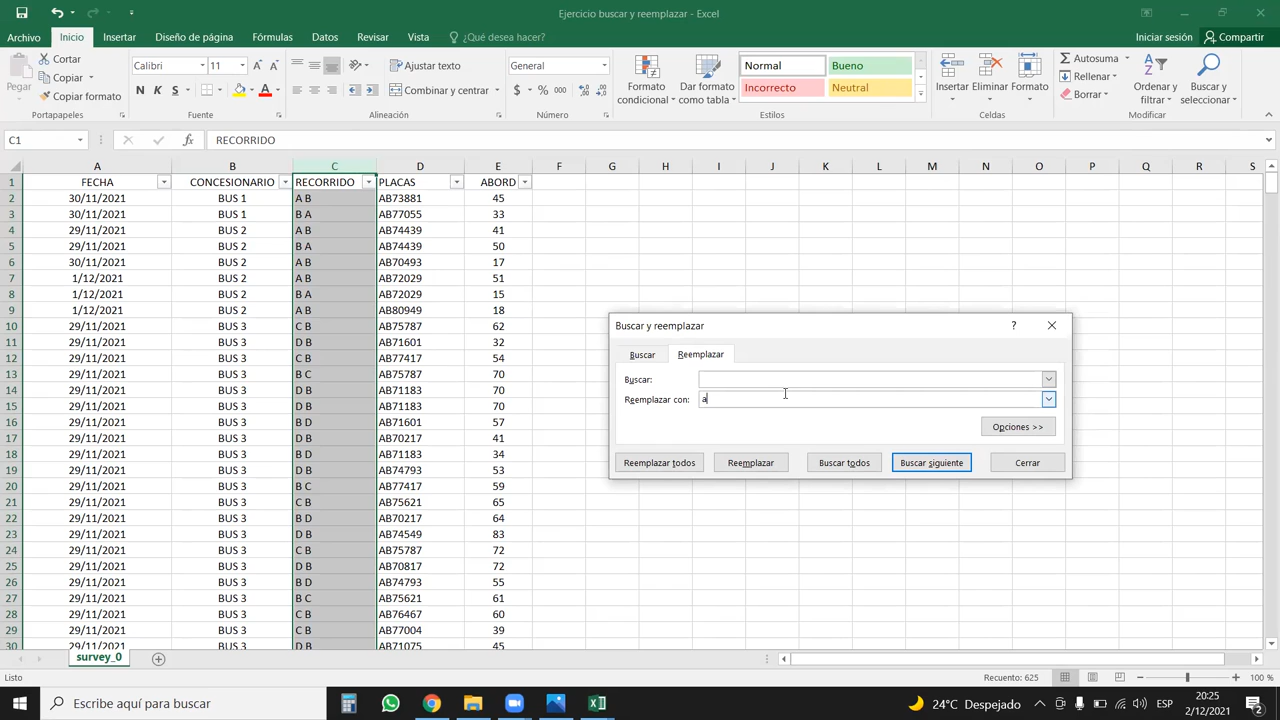 Ejercicio buscar y reemplazar - Excel
Archivo Inicio Insertar Diseño de página Fórmulas Datos Revisar Vista ¿Qué desea hacer? Iniciar sesión Compartir
Pegar Cortar Copiar Copiar formato Portapapeles
Calibri 11 N K S A Fuente
Ajustar texto Combinar y centrar Alineación
General $ % 000 Número
Formato condicional Dar formato como tabla Normal Bueno Incorrecto Neutral Estilos
Insertar Eliminar Formato Celdas
Autosuma Rellenar Borrar Ordenar y filtrar Buscar y seleccionar Modificar
C1 fx RECORRIDO
A B C D E F G H I J K L M N O P Q R S
1 FECHA CONCESIONARIO RECORRIDO PLACAS ABORD
2 30/11/2021 BUS 1 A B AB73881 45
3 30/11/2021 BUS 1 B A AB77055 33
4 29/11/2021 BUS 2 A B AB74439 41
5 29/11/2021 BUS 2 B A AB74439 50
6 30/11/2021 BUS 2 A B AB70493 17
7 1/12/2021 BUS 2 A B AB72029 51
8 1/12/2021 BUS 2 B A AB72029 15
9 1/12/2021 BUS 2 A B AB80949 18
10 29/11/2021 BUS 3 C B AB75787 62
11 29/11/2021 BUS 3 D B AB71601 32
12 29/11/2021 BUS 3 C B AB77417 54
13 29/11/2021 BUS 3 B C AB75787 70
14 29/11/2021 BUS 3 D B AB71183 70
15 29/11/2021 BUS 3 D B AB71183 70
16 29/11/2021 BUS 3 D B AB71601 57
17 29/11/2021 BUS 3 D B AB70217 41
18 29/11/2021 BUS 3 D B AB71183 34
19 29/11/2021 BUS 3 D B AB74793 53
20 29/11/2021 BUS 3 B C AB77417 59
21 29/11/2021 BUS 3 C B AB75621 65
22 29/11/2021 BUS 3 B D AB70217 64
23 29/11/2021 BUS 3 D B AB74549 83
24 29/11/2021 BUS 3 C B AB75787 72
25 29/11/2021 BUS 3 D B AB70817 72
26 29/11/2021 BUS 3 B D AB74793 55
27 29/11/2021 BUS 3 B C AB75621 61
28 29/11/2021 BUS 3 C B AB76467 60
29 29/11/2021 BUS 3 C B AB77004 39
30 29/11/2021 BUS 3 D B AB71075 45
Buscar y reemplazar ?
Buscar Reemplazar
Buscar:
Reemplazar con: a
Opciones >>
Reemplazar todos Reemplazar Buscar todos Buscar siguiente Cerrar
survey_0
Listo Recuento: 625 100 %
Escribe aquí para buscar 24°C Despejado ESP 20:25
2/12/2021 2